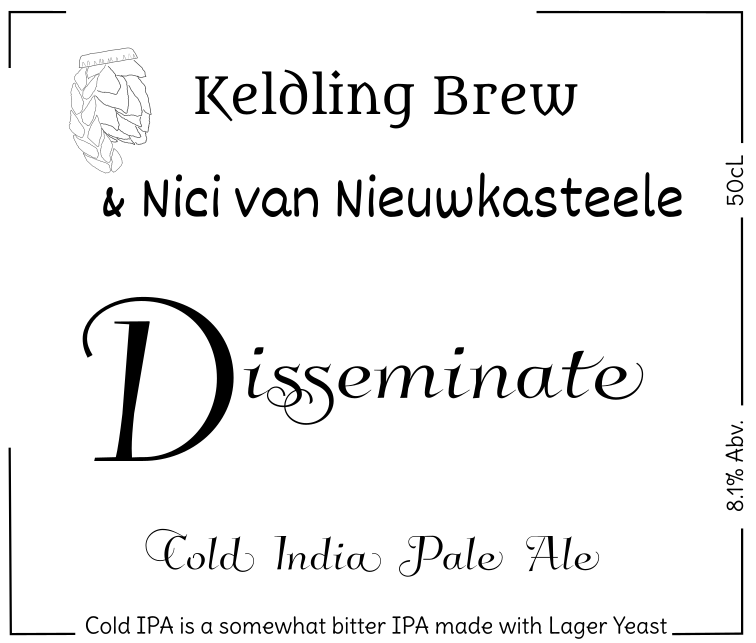 Keldling Brew
& Nici van Nieuwkasteele
50cL
Disseminate
8.1% Abv.
Cold India Pale Ale
Cold IPA is a somewhat bitter IPA made with Lager Yeast